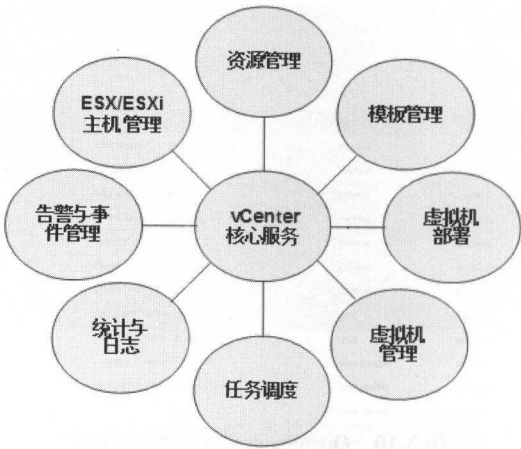 资源管理
ESX/ESXi
主机管理
模板管理
告警与事
件管理
vCenter
核心服务
虚拟机
部署
统计与
日志
虚拟机
管理
任务调度